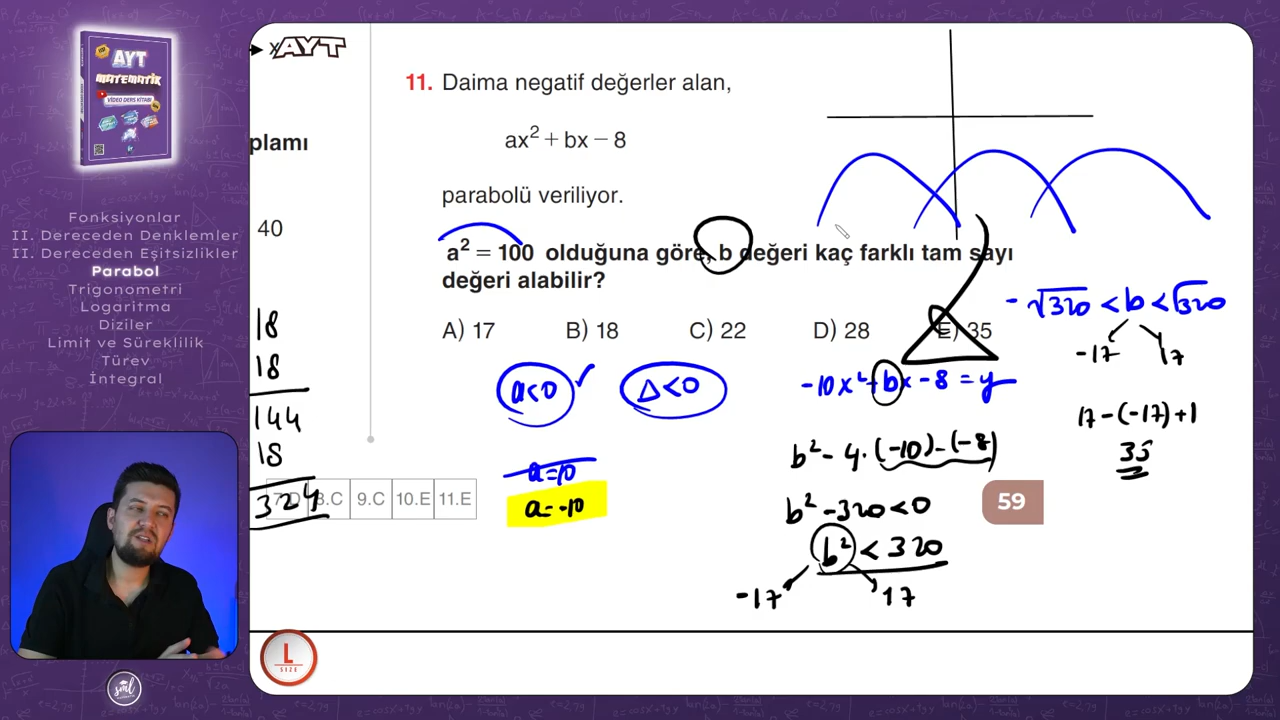 AYT
MATEMATİK
VİDEO DERS KİTABI
Fonksiyonlar
II. Dereceden Denklemler
II. Dereceden Eşitsizlikler
Parabol
Trigonometri
Logaritma
Diziler
Limit ve Süreklilik
Türev
İntegral
sml
AYT
plamı
40
18
18
144
18
324
11. Daima negatif değerler alan,
ax² + bx − 8
parabolü veriliyor.
a² = 100 olduğuna göre, b değeri kaç farklı tam sayı
değeri alabilir?
A) 17 B) 18 C) 22 D) 28 E) 35
a<0 ✓ Δ<0
a=10
a=-10
-10x²+bx-8=y
b²-4.(-10)-(-8)
b²-320<0
b²<320
-17 17
-√320<b<√320
-17 17
17-(-17)+1
35
7.D 8.C 9.C 10.E 11.E
59
L
SIZE